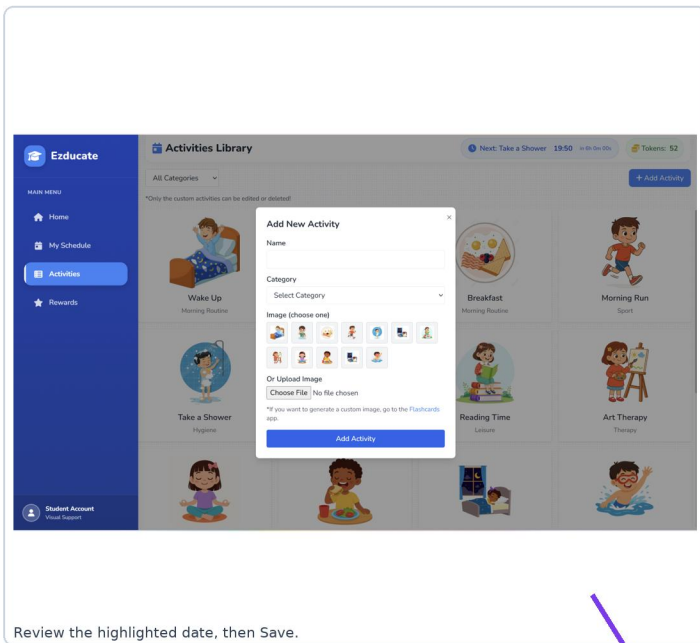 Ezducate
MAIN MENU
Home
My Schedule
Activities
Rewards
Student Account
Visual Support
Activities Library
Next: Take a Shower 19:50 in 6h 0m 00s
Tokens: 52
All Categories
+ Add Activity
*Only the custom activities can be edited or deleted!
Add New Activity
×
Name
Category
Select Category
Image (choose one)
Or Upload Image
Choose File No file chosen
*If you want to generate a custom image, go to the Flashcards
app.
Add Activity
Wake Up
Morning Routine
Breakfast
Morning Routine
Morning Run
Sport
Take a Shower
Hygiene
Reading Time
Leisure
Art Therapy
Therapy
Review the highlighted date, then Save.